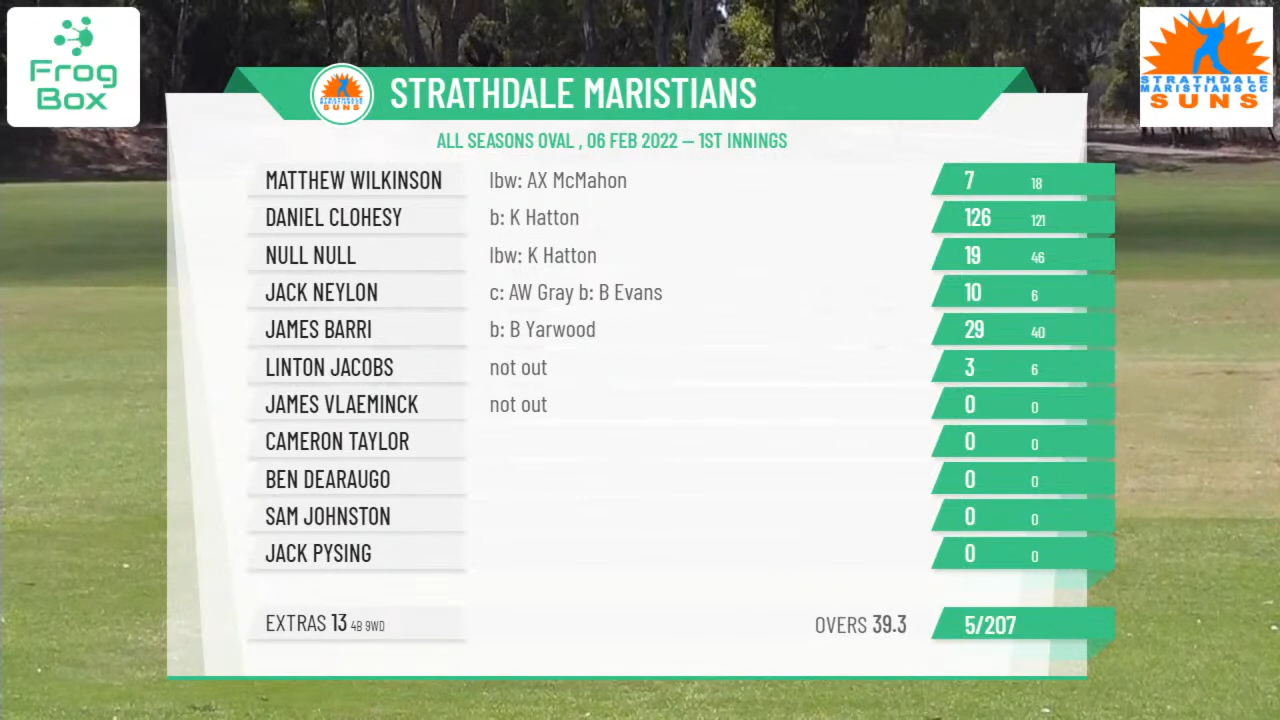 Frog
Box
STRATHDALE MARISTIANS
STRATHDALE
MARISTIANS CC
SUNS
ALL SEASONS OVAL , 06 FEB 2022 – 1ST INNINGS
MATTHEW WILKINSON lbw: AX McMahon 7 18
DANIEL CLOHESY b: K Hatton 126 121
NULL NULL lbw: K Hatton 19 46
JACK NEYLON c: AW Gray b: B Evans 10 6
JAMES BARRI b: B Yarwood 29 40
LINTON JACOBS not out 3 6
JAMES VLAEMINCK not out 0 0
CAMERON TAYLOR 0 0
BEN DEARAUGO 0 0
SAM JOHNSTON 0 0
JACK PYSING 0 0
EXTRAS 13 4B 9WD OVERS 39.3 5/207